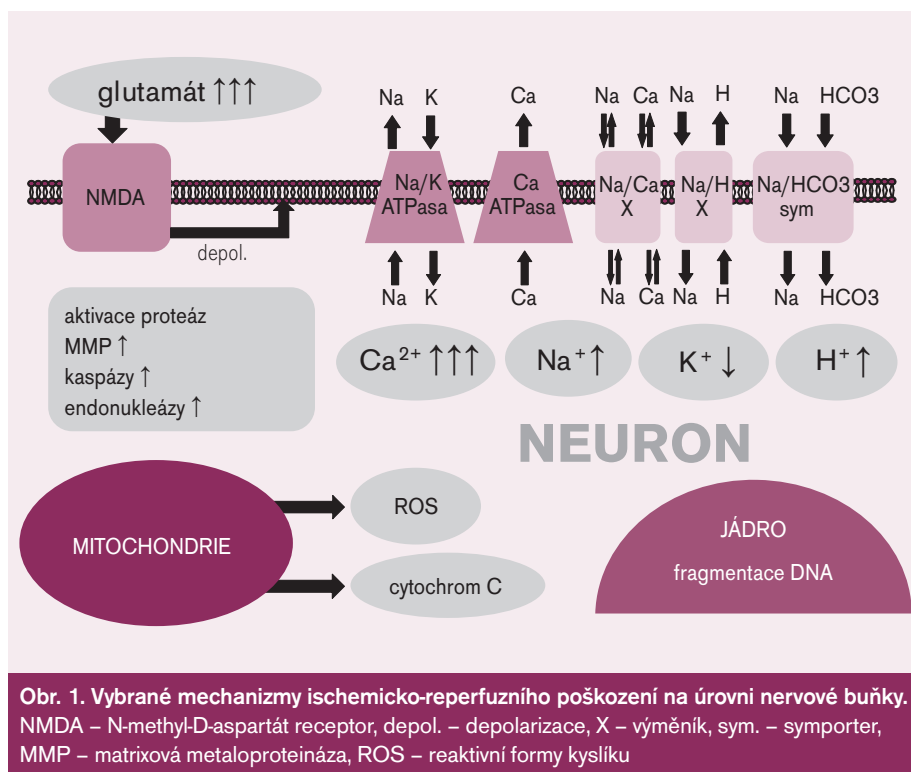 glutamát ↑↑↑
Na K
Ca
Na Ca Na H
Na HCO3
NMDA
Na/K
ATPasa
Ca
ATPasa
Na/Ca
X
Na/H
X
Na/HCO3
sym
depol.
Na K
Ca
Na Ca Na H
Na HCO3
aktivace proteáz
MMP ↑
kaspázy ↑
endonukleázy ↑
Ca2+ ↑↑↑
Na+ ↑
K+ ↓
H+ ↑
NEURON
MITOCHONDRIE
ROS
cytochrom C
JÁDRO
fragmentace DNA
Obr. 1. Vybrané mechanizmy ischemicko-reperfuzního poškození na úrovni nervové buňky.
NMDA – N-methyl-D-aspartát receptor, depol. – depolarizace, X – výměník, sym. – symporter,
MMP – matrixová metaloproteináza, ROS – reaktivní formy kyslíku